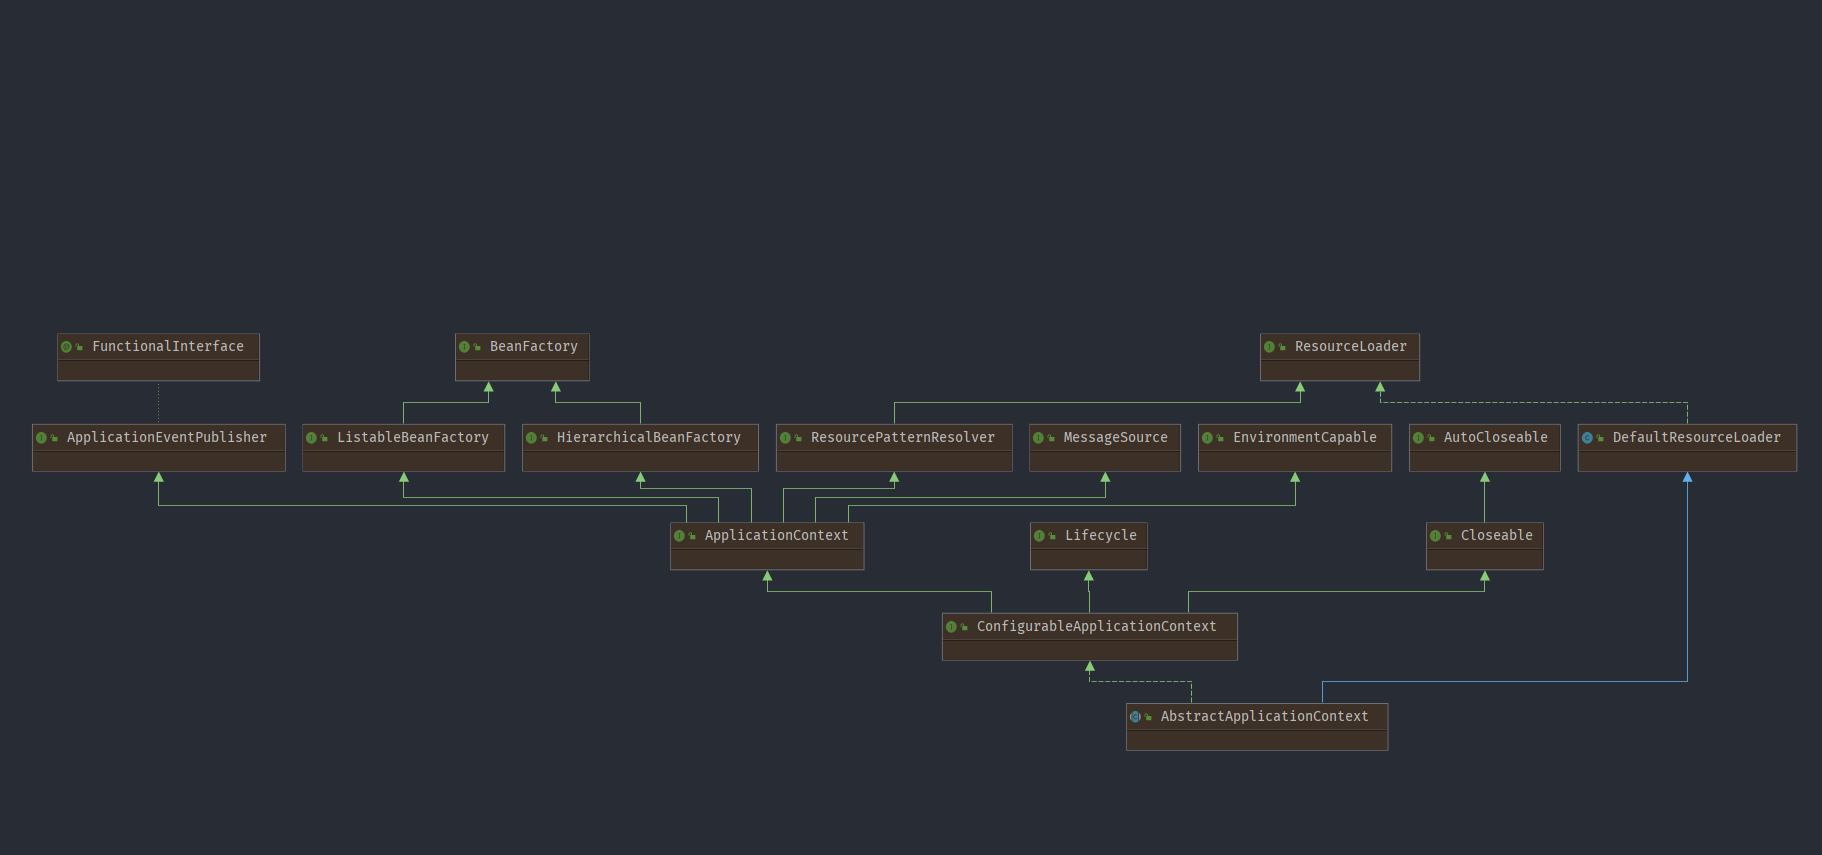 FunctionalInterface
BeanFactory
ResourceLoader
ApplicationEventPublisher
ListableBeanFactory
HierarchicalBeanFactory
ResourcePatternResolver
MessageSource
EnvironmentCapable
AutoCloseable
DefaultResourceLoader
ApplicationContext
Lifecycle
Closeable
ConfigurableApplicationContext
AbstractApplicationContext